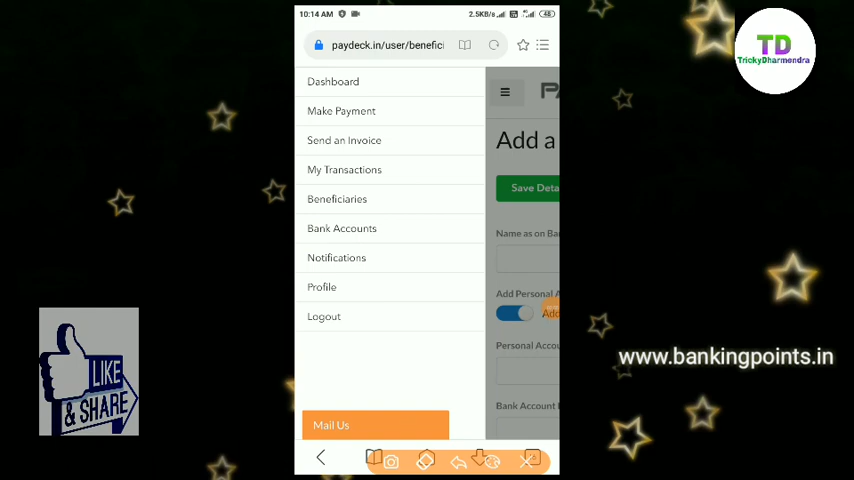 10:14 AM
2.5KB/s
48
TD
TrickyDharmendra
paydeck.in/user/benefici
Dashboard
Make Payment
Send an Invoice
My Transactions
Beneficiaries
Bank Accounts
Notifications
Profile
Logout
Mail Us
Add a
Save Deta
Name as on Ba
Add Personal A
Add
Personal Accou
Bank Account
LIKE
& SHARE
www.bankingpoints.in